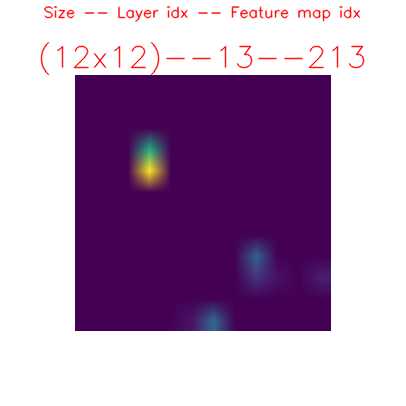 Size -- Layer idx -- Feature map idx
(12x12)--13--213